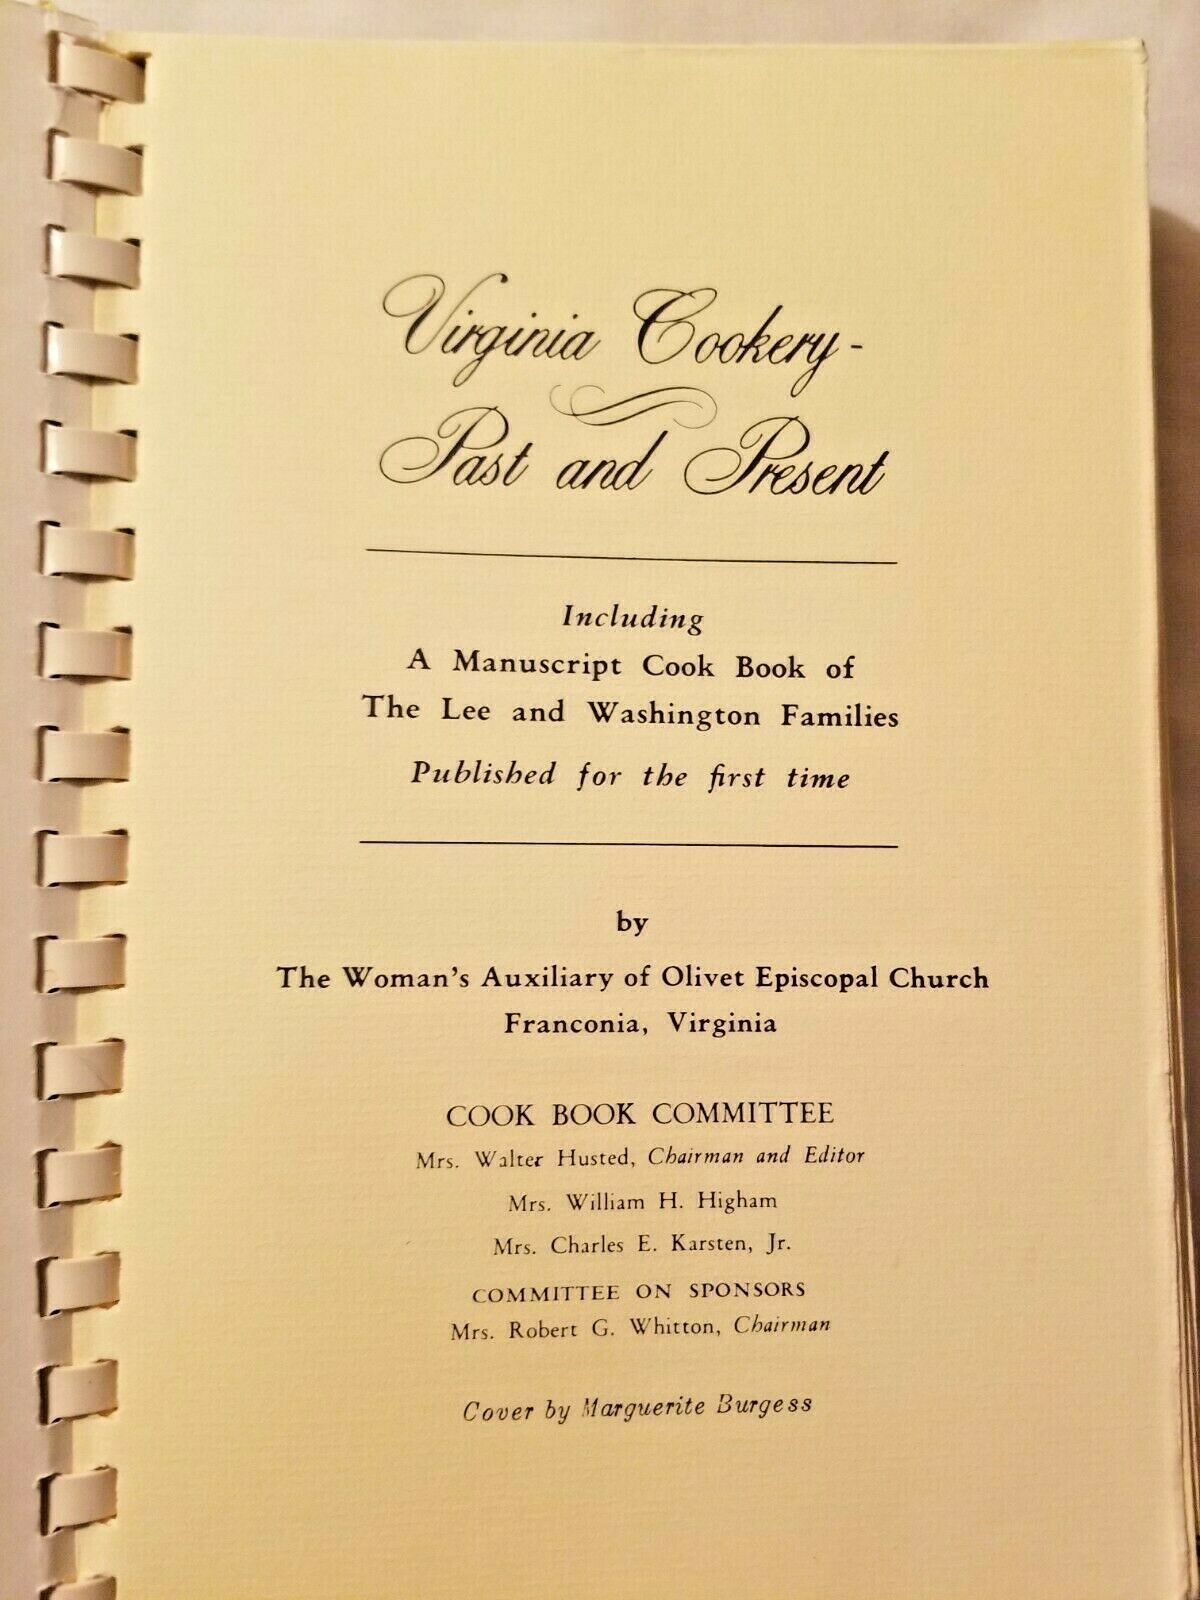 Virginia Cookery -
Past and Present
Including
A Manuscript Cook Book of
The Lee and Washington Families
Published for the first time
by
The Woman's Auxiliary of Olivet Episcopal Church
Franconia, Virginia
COOK BOOK COMMITTEE
Mrs. Walter Husted, Chairman and Editor
Mrs. William H. Higham
Mrs. Charles E. Karsten, Jr.
COMMITTEE ON SPONSORS
Mrs. Robert G. Whitton, Chairman
Cover by Marguerite Burgess